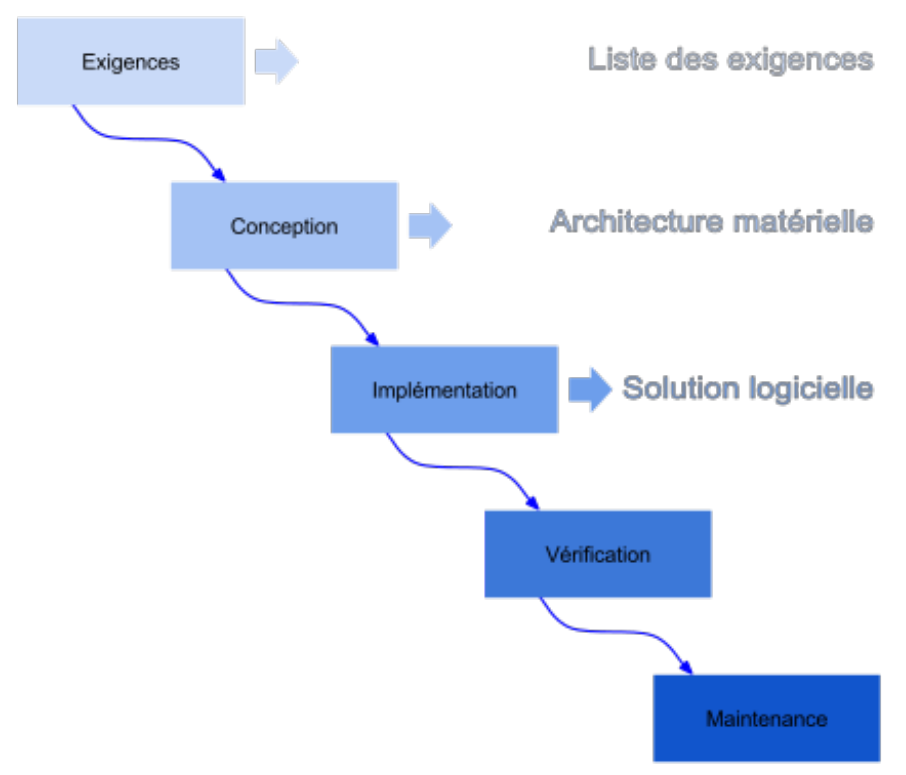 Exigences
Liste des exigences
Conception
Architecture matérielle
Implémentation
Solution logicielle
Vérification
Maintenance